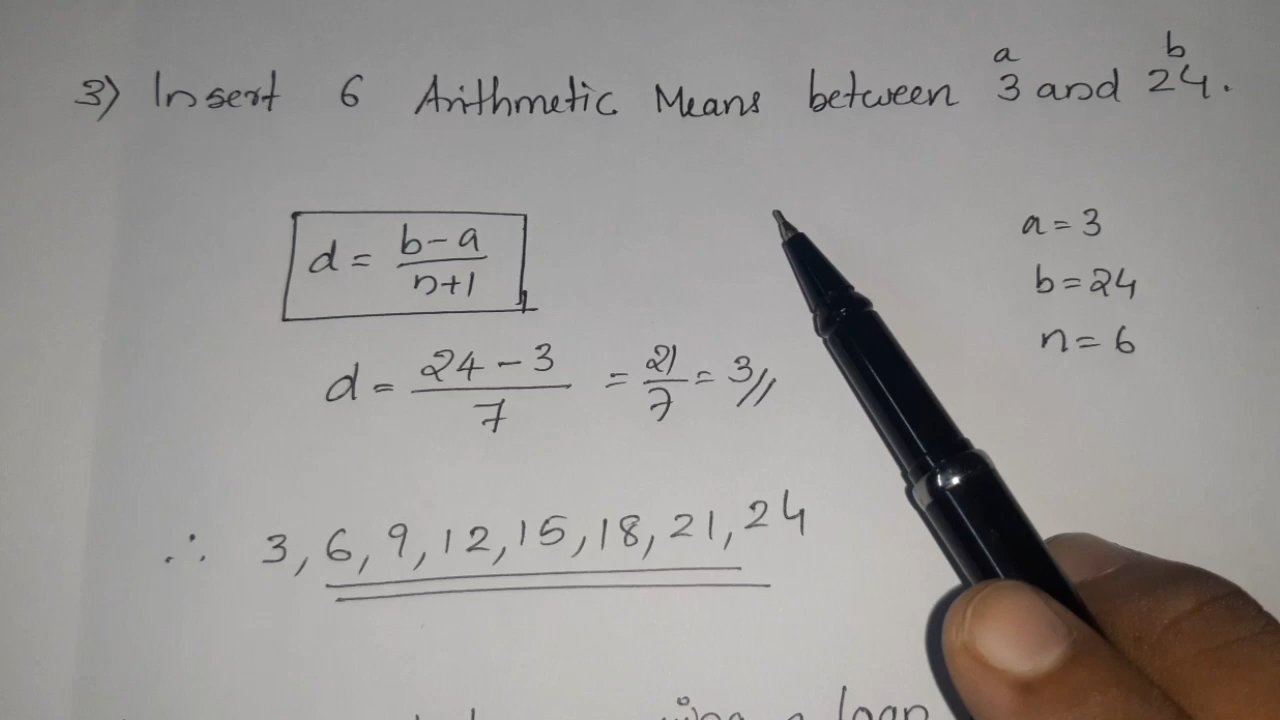 a b
3) Insert 6 Arithmetic Means between 3 and 24.
d = b-a / n+1
a = 3
b = 24
n = 6
d = 24 - 3 / 7 = 21 / 7 = 3 //
∴ 3, 6, 9, 12, 15, 18, 21, 24
a loan